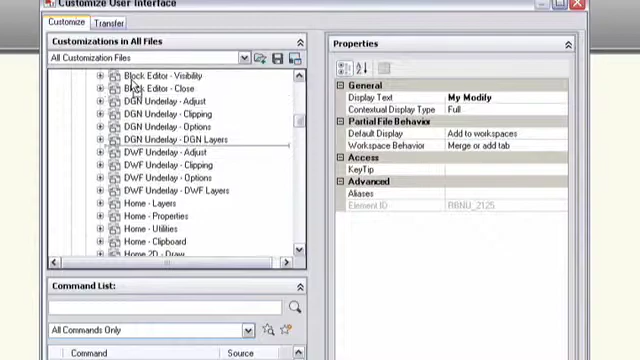 Customize User Interface
Customize Transfer
Customizations in All Files
All Customization Files
Block Editor - Visibility
Block Editor - Close
DGN Underlay - Adjust
DGN Underlay - Clipping
DGN Underlay - Options
DGN Underlay - DGN Layers
DWF Underlay - Adjust
DWF Underlay - Clipping
DWF Underlay - Options
DWF Underlay - DWF Layers
Home - Layers
Home - Properties
Home - Utilities
Home - Clipboard
Home 2D - Draw
Command List:
All Commands Only
Command Source
Properties
General
Display Text My Modify
Contextual Display Type Full
Partial File Behavior
Default Display Add to workspaces
Workspace Behavior Merge or add tab
Access
KeyTip
Advanced
Aliases
Element ID RBNU_2125